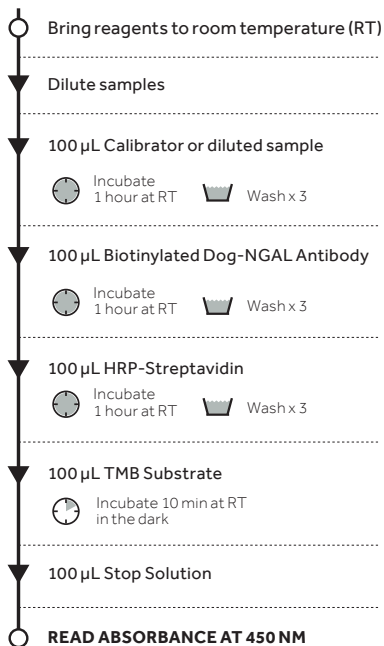 Bring reagents to room temperature (RT)
Dilute samples
100 µL Calibrator or diluted sample
Incubate
1 hour at RT
Wash x 3
100 µL Biotinylated Dog-NGAL Antibody
Incubate
1 hour at RT
Wash x 3
100 µL HRP-Streptavidin
Incubate
1 hour at RT
Wash x 3
100 µL TMB Substrate
Incubate 10 min at RT
in the dark
100 µL Stop Solution
READ ABSORBANCE AT 450 NM